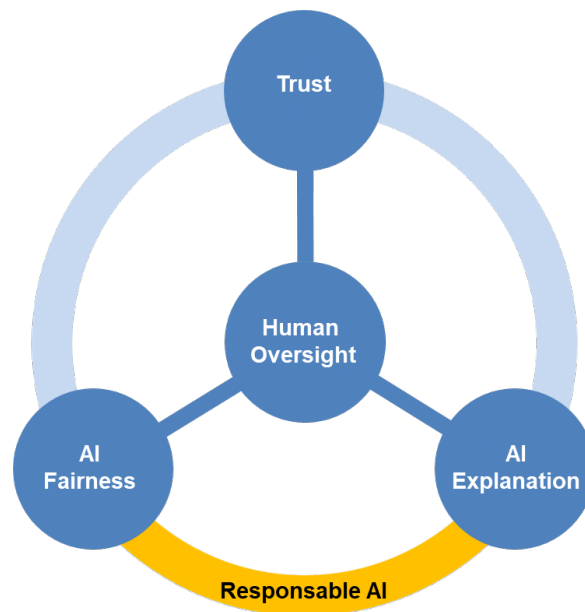 Trust
Human
Oversight
AI
Fairness
AI
Explanation
Responsable AI